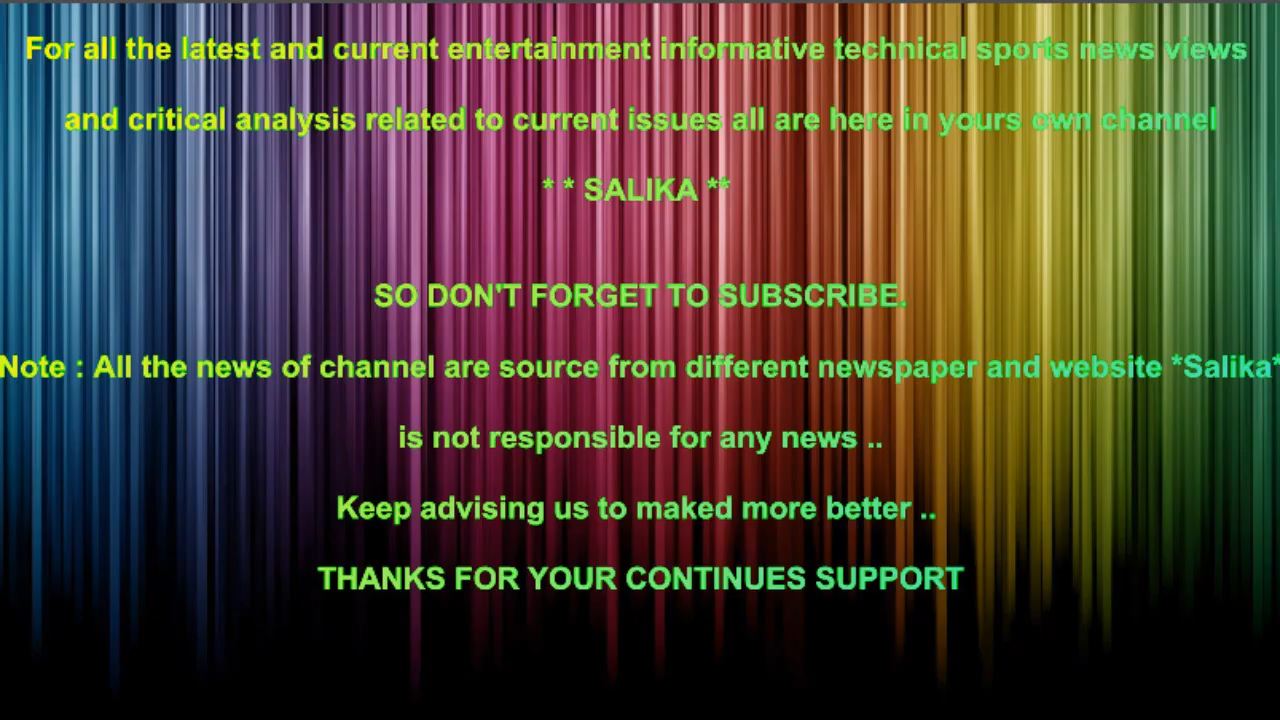 For all the latest and current entertainment informative technical sports news views
and critical analysis related to current issues all are here in yours own channel
* * SALIKA **
SO DON'T FORGET TO SUBSCRIBE.
Note : All the news of channel are source from different newspaper and website *Salika*
is not responsible for any news ..
Keep advising us to maked more better ..
THANKS FOR YOUR CONTINUES SUPPORT